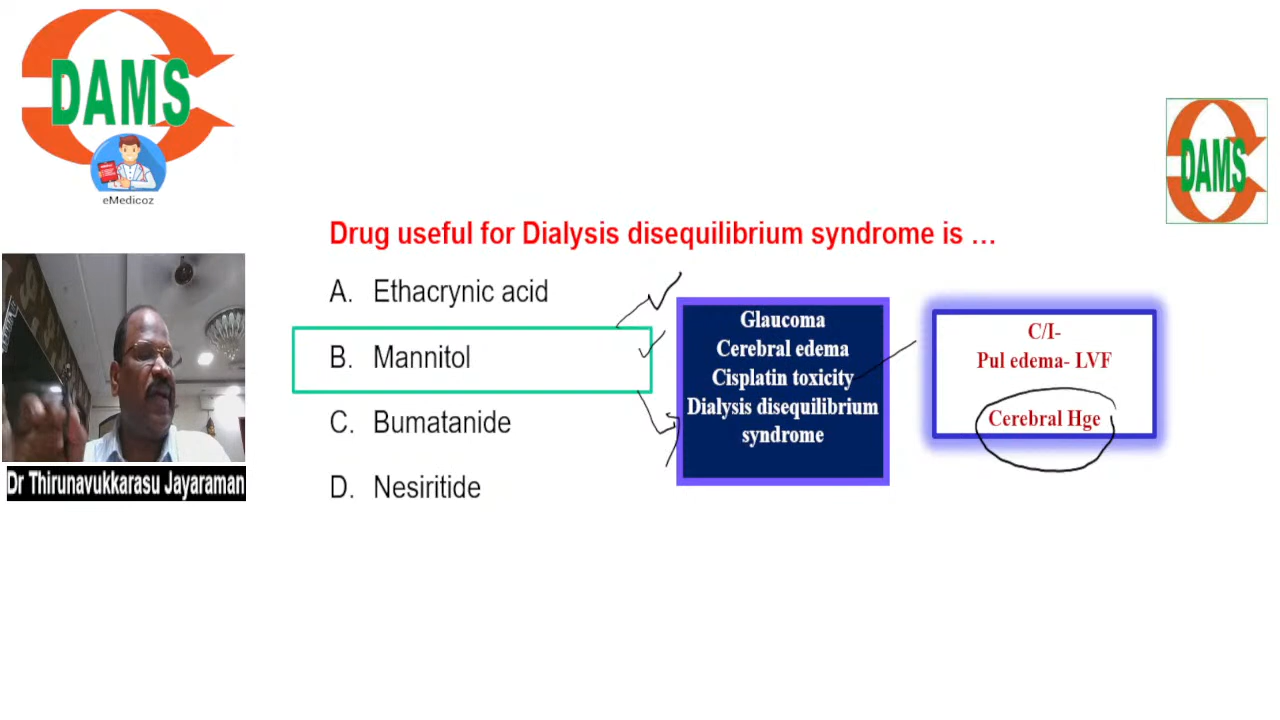 DAMS
eMedicoz
DAMS
Drug useful for Dialysis disequilibrium syndrome is …
A. Ethacrynic acid
B. Mannitol
C. Bumatanide
D. Nesiritide
Glaucoma
Cerebral edema
Cisplatin toxicity
Dialysis disequilibrium
syndrome
C/I-
Pul edema- LVF
Cerebral Hge
Dr Thirunavukkarasu Jayaraman